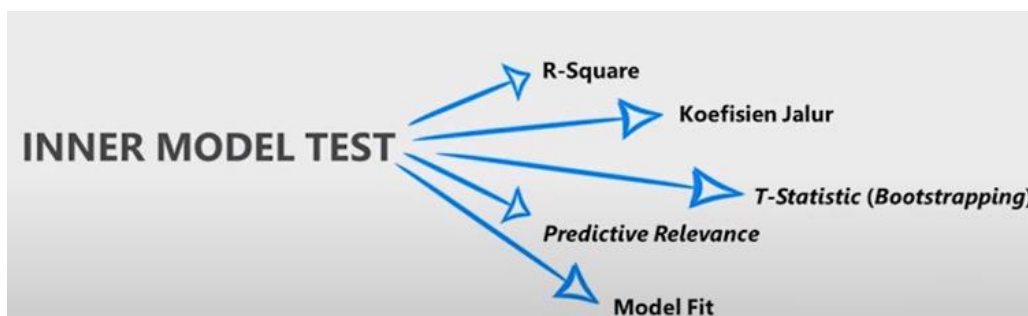 R-Square
Koefisien Jalur
INNER MODEL TEST
T-Statistic (Bootstrapping)
Predictive Relevance
Model Fit